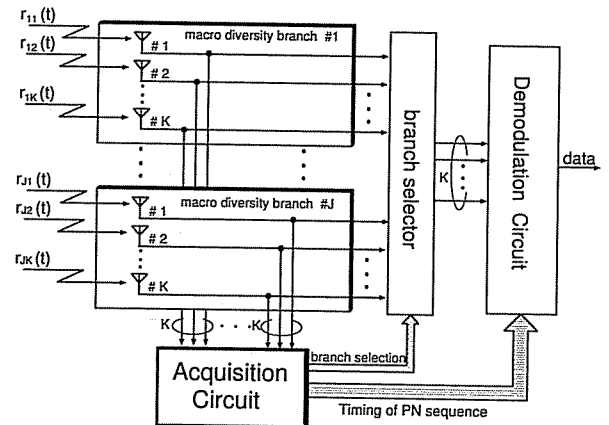 r11(t)
macro diversity branch #1
# 1
r12(t)
# 2
r1K(t)
# K
branch selector
Demodulation Circuit
K
data
rJ1(t)
macro diversity branch #J
# 1
rJ2(t)
# 2
rJK(t)
# K
K
K
branch selection
Acquisition
Circuit
Timing of PN sequence